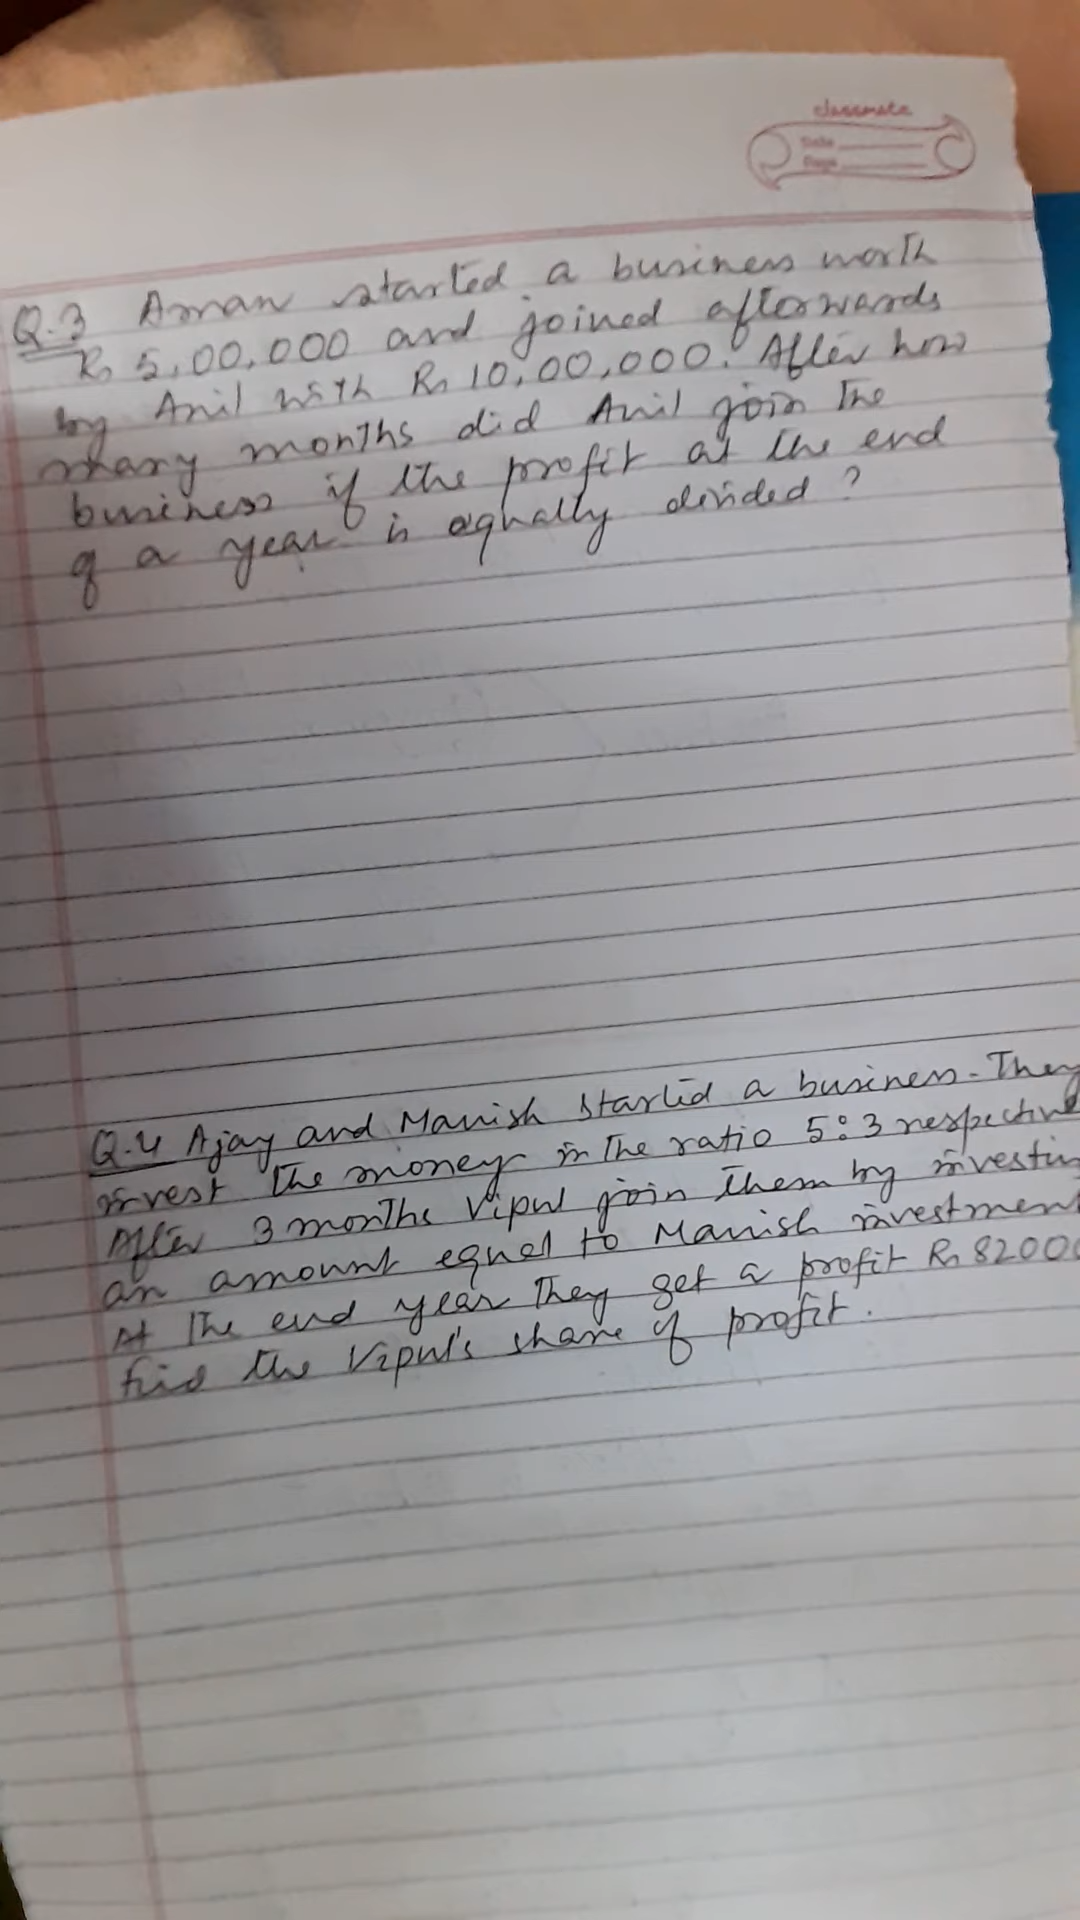 classmate
Date
Page
Q.3 Aman started a business worth
Rs 5,00,000 and joined afterwards
by Anil with Rs 10,00,000. After how
many months did Anil join the
business if the profit at the end
of a year is equally divided ?
Q.4 Ajay and Manish started a business. They
invest the money in the ratio 5:3 respective
After 3 months Vipul join them by investin
an amount equal to Manish investment
At the end year they get a profit Rs 8200
find the Vipul's share of profit.